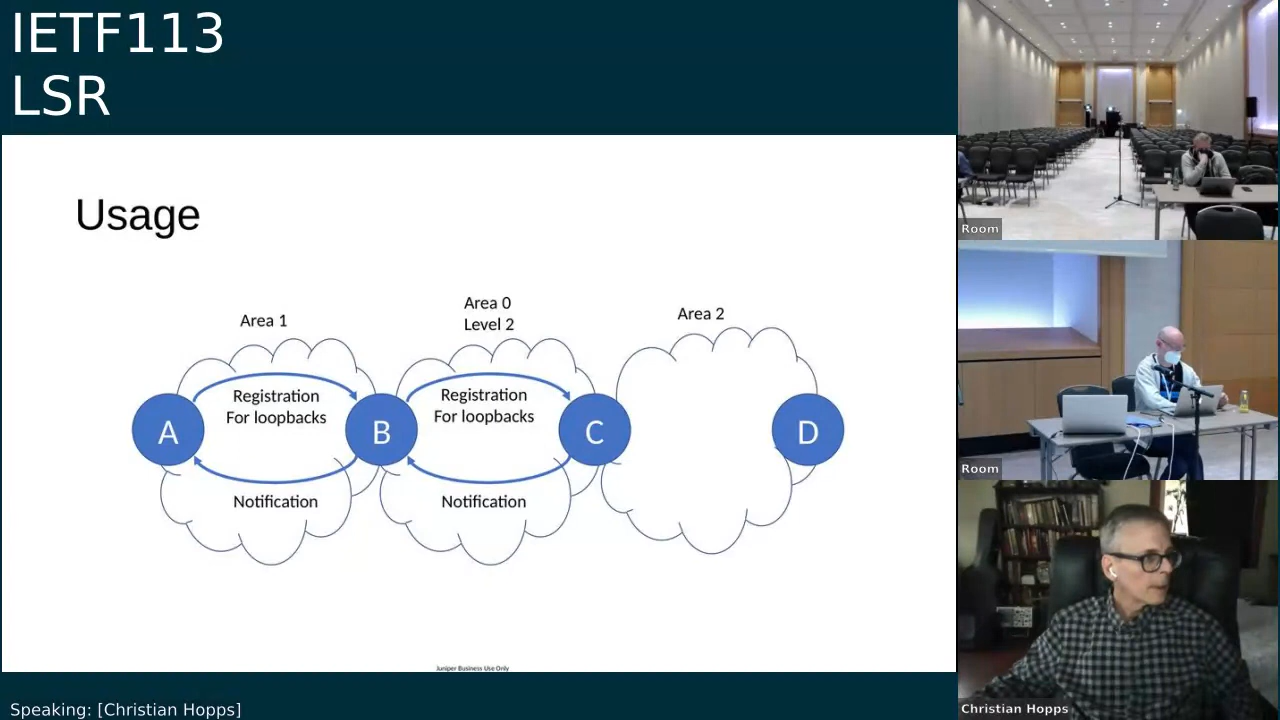 IETF113
LSR
Usage
Area 1
Area 0
Level 2
Area 2
Registration
For loopbacks
Registration
For loopbacks
A
B
C
D
Notification
Notification
Juniper Business Use Only
Speaking: [Christian Hopps]
Room
Room
Christian Hopps